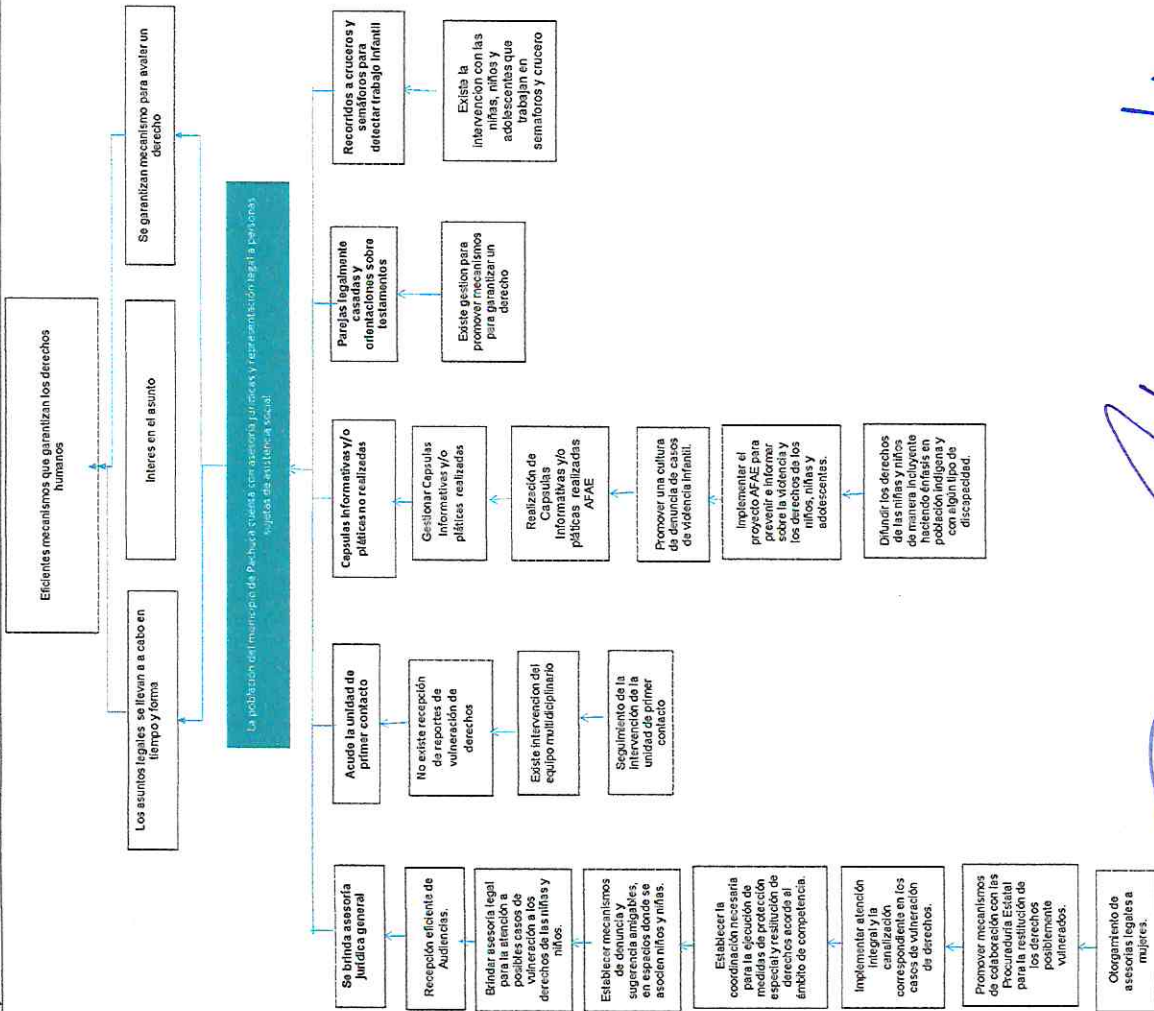 Eficientes mecanismos que garantizan los derechos
humanos
Los asuntos legales se llevan a a cabo en
tiempo y forma
Interes en el asunto
Se garantizan mecanismo para avalar un
derecho
La población del municipio de Pachuca cuenta con asesoría jurídicas y representación legal a personas
sujetas de asistencia social
Se brinda asesoría
jurídica general
Recepción eficiente de
Audiencias.
Brindar asesoría legal
para la atención a
posibles casos de
vulneración a los
derechos de las niñas y
niños.
Establecer mecanismos
de denuncia y
sugerencia amigables,
en espacios donde se
asocien niños y niñas.
Establecer la
coordinación necesaria
para la ejecución de
medidas de protección
especial y restitución de
derechos acorde al
ámbito de competencia.
Implementar atención
integral y la
canalización
correspondiente en los
casos de vulneración
de derechos.
Promover mecanismos
de colaboración con las
Procuraduría Estatal
para la restitución de
los derechos
posiblemente
vulnerados.
Otorgamiento de
asesorías legales a
mujeres.
Acudo la unidad de
primer contacto
No existe recepción
de reportes de
vulneración de
derechos
Existe intervencion del
equipo multidiciplinario
Seguimiento de la
intervención de la
unidad de primer
contacto
Capsulas Informativas y/o
pláticas no realizadas
Gestionar Capsulas
Informativas y/o
pláticas realizadas
Realización de
Capsulas
Informativas y/o
pláticas realizadas
AFAE
Promover una cultura
de denuncia de casos
de violencia infantil.
Implementar el
proyecto AFAE para
prevenir e informar
sobre la violencia y
los derechos de los
niños, niñas y
adolescentes.
Difundir los derechos
de las niñas y niños
de manera incluyente
haciendo énfasis en
población indígena y
con algún tipo de
discapacidad.
Parejas legalmente
casadas y
orientaciones sobre
testamentos
Existe gestion para
promover mecanismos
para garantizar un
derecho
Recorridos a cruceros y
semáforos para
detectar trabajo Infantil
Existe la
intervencion con las
niñas, niños y
adolescentes que
trabajan en
semaforos y crucero